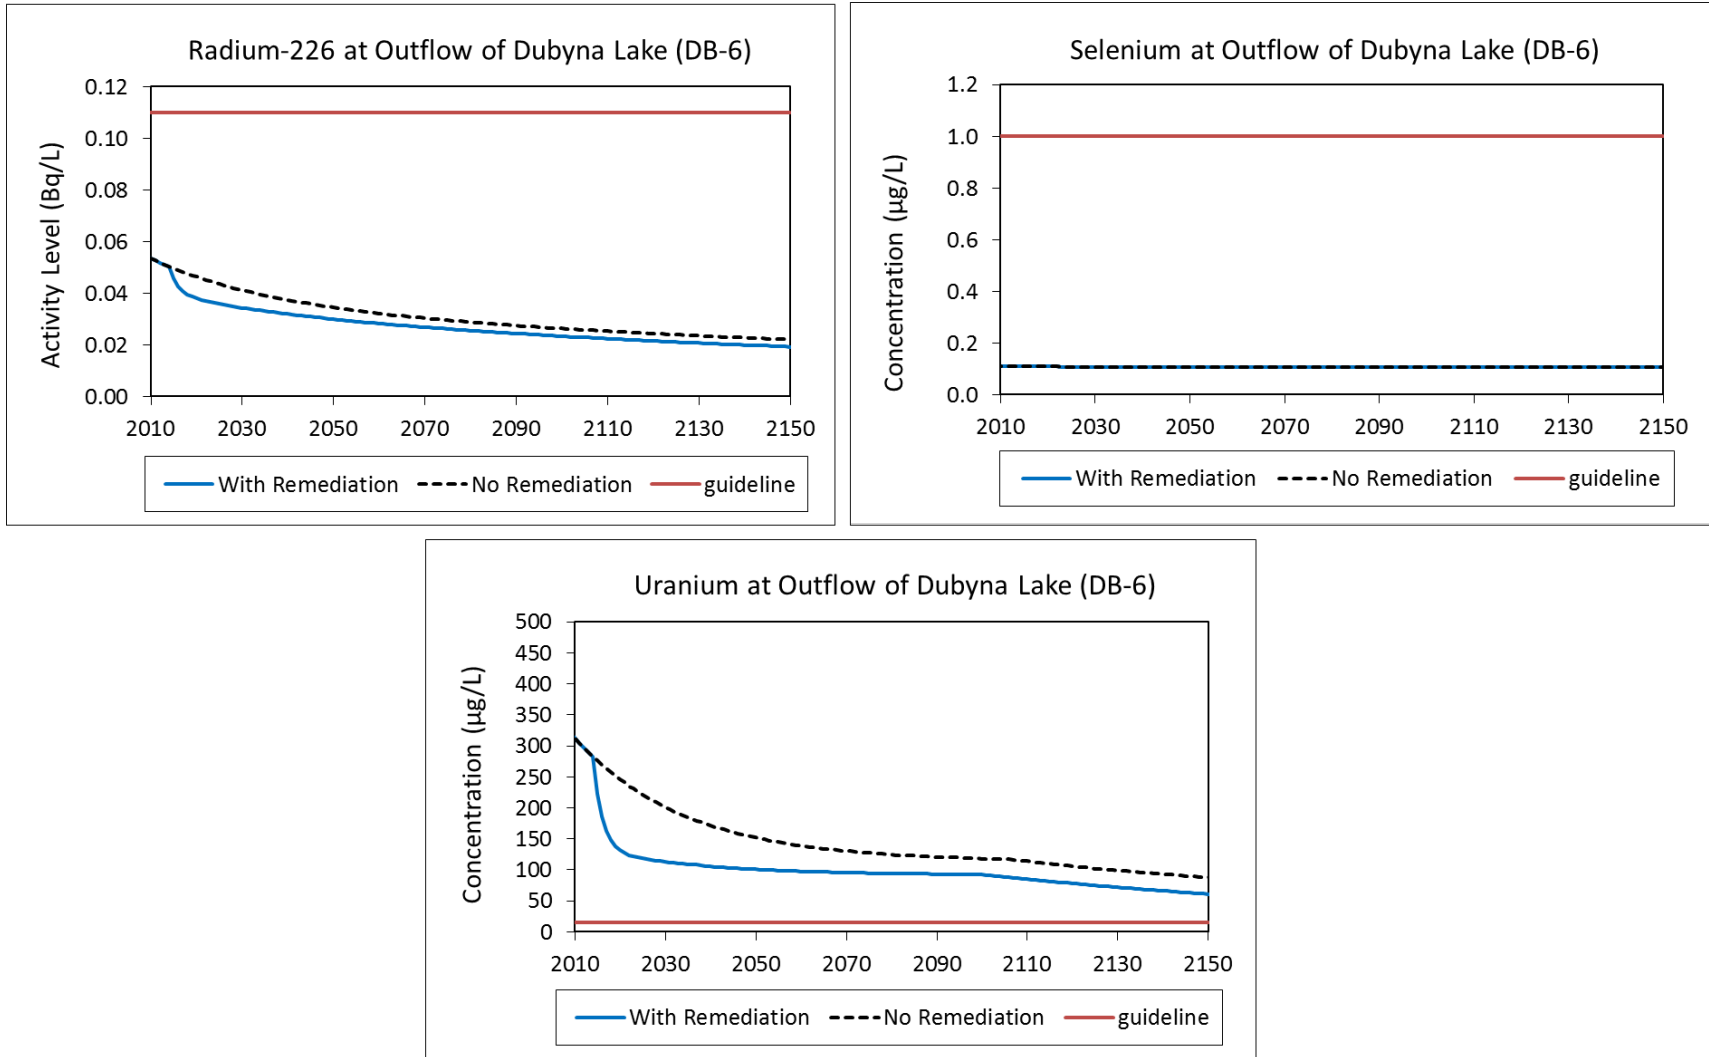 Radium-226 at Outflow of Dubyna Lake (DB-6)
Activity Level (Bq/L)
0.12
0.10
0.08
0.06
0.04
0.02
0.00
2010 2030 2050 2070 2090 2110 2130 2150
With Remediation No Remediation guideline
Selenium at Outflow of Dubyna Lake (DB-6)
Concentration (µg/L)
1.2
1.0
0.8
0.6
0.4
0.2
0.0
2010 2030 2050 2070 2090 2110 2130 2150
With Remediation No Remediation guideline
Uranium at Outflow of Dubyna Lake (DB-6)
Concentration (µg/L)
500
450
400
350
300
250
200
150
100
50
0
2010 2030 2050 2070 2090 2110 2130 2150
With Remediation No Remediation guideline